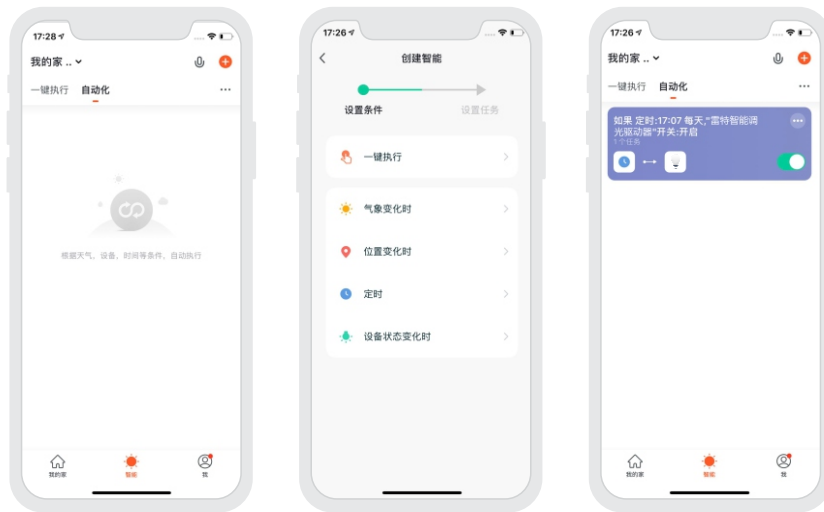 17:28
我的家 ..
一键执行 自动化
根据天气、设备、时间等条件，自动执行
我的家 智能 我
17:26
创建智能
设置条件 设置任务
一键执行
气象变化时
位置变化时
定时
设备状态变化时
17:26
我的家 ..
一键执行 自动化
如果 定时:17:07 每天,"雷特智能调
光驱动器"开关:开启
1个任务
我的家 智能 我